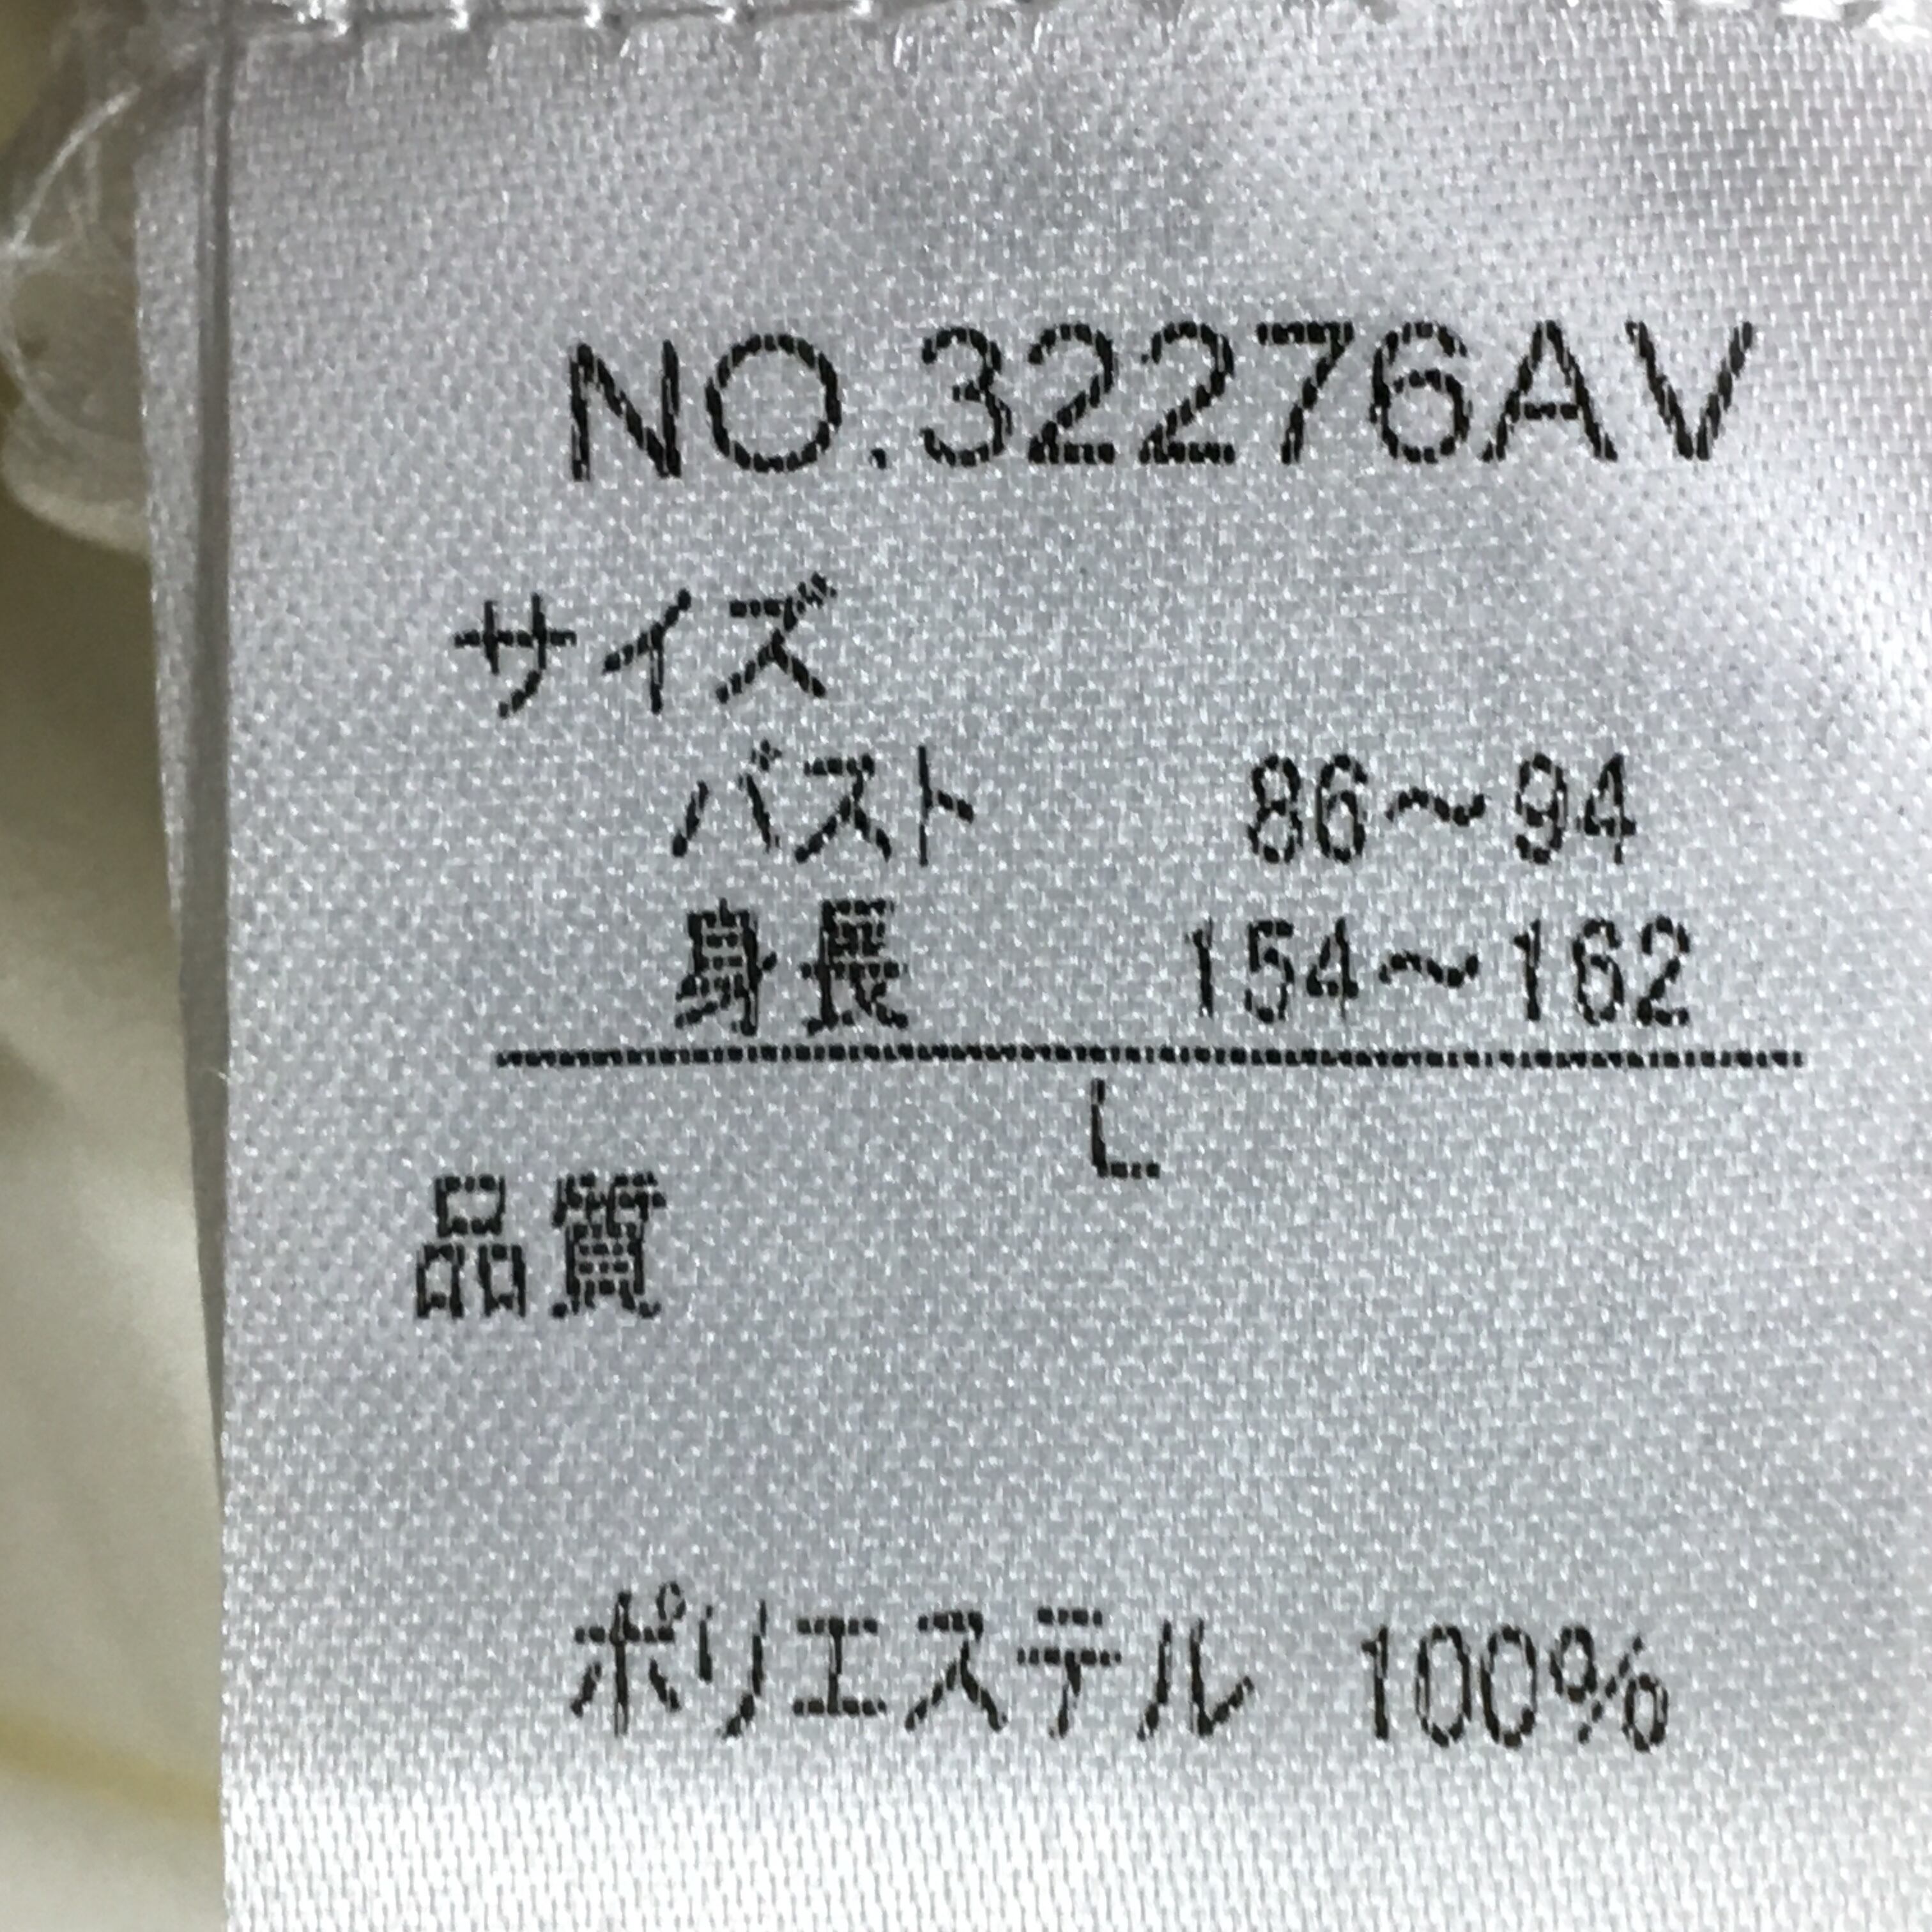 NO.32276AV
サイズ
バスト 86～94
身長 154～162
L
品質
ポリエステル 100%